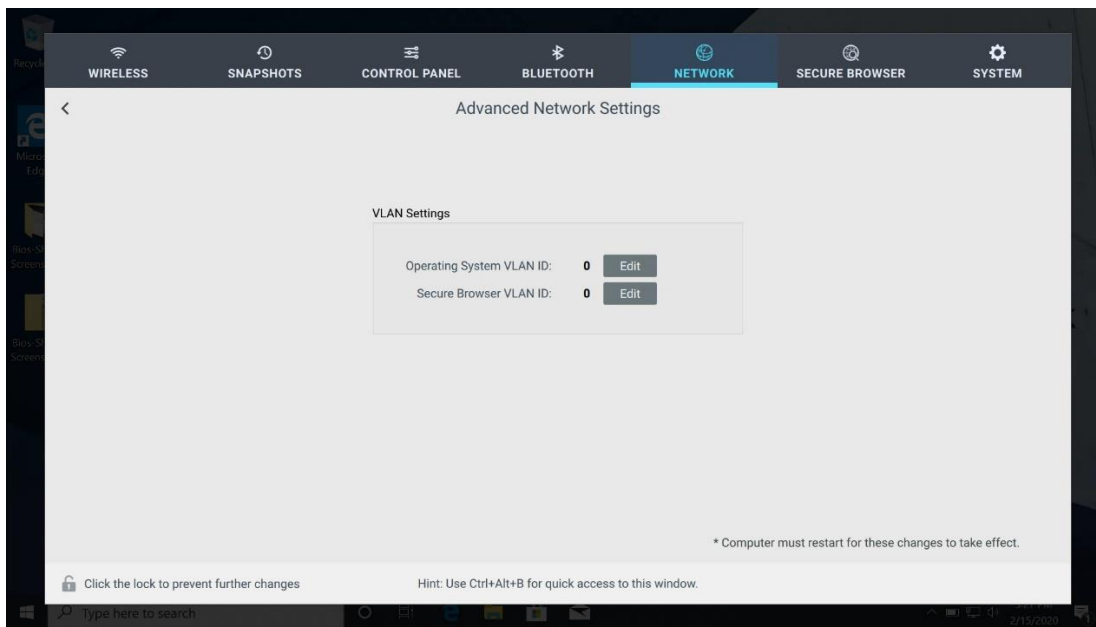 WIRELESS
SNAPSHOTS
CONTROL PANEL
BLUETOOTH
NETWORK
SECURE BROWSER
SYSTEM
Advanced Network Settings
VLAN Settings
Operating System VLAN ID: 0 Edit
Secure Browser VLAN ID: 0 Edit
* Computer must restart for these changes to take effect.
Click the lock to prevent further changes
Hint: Use Ctrl+Alt+B for quick access to this window.
Type here to search
2/15/2020